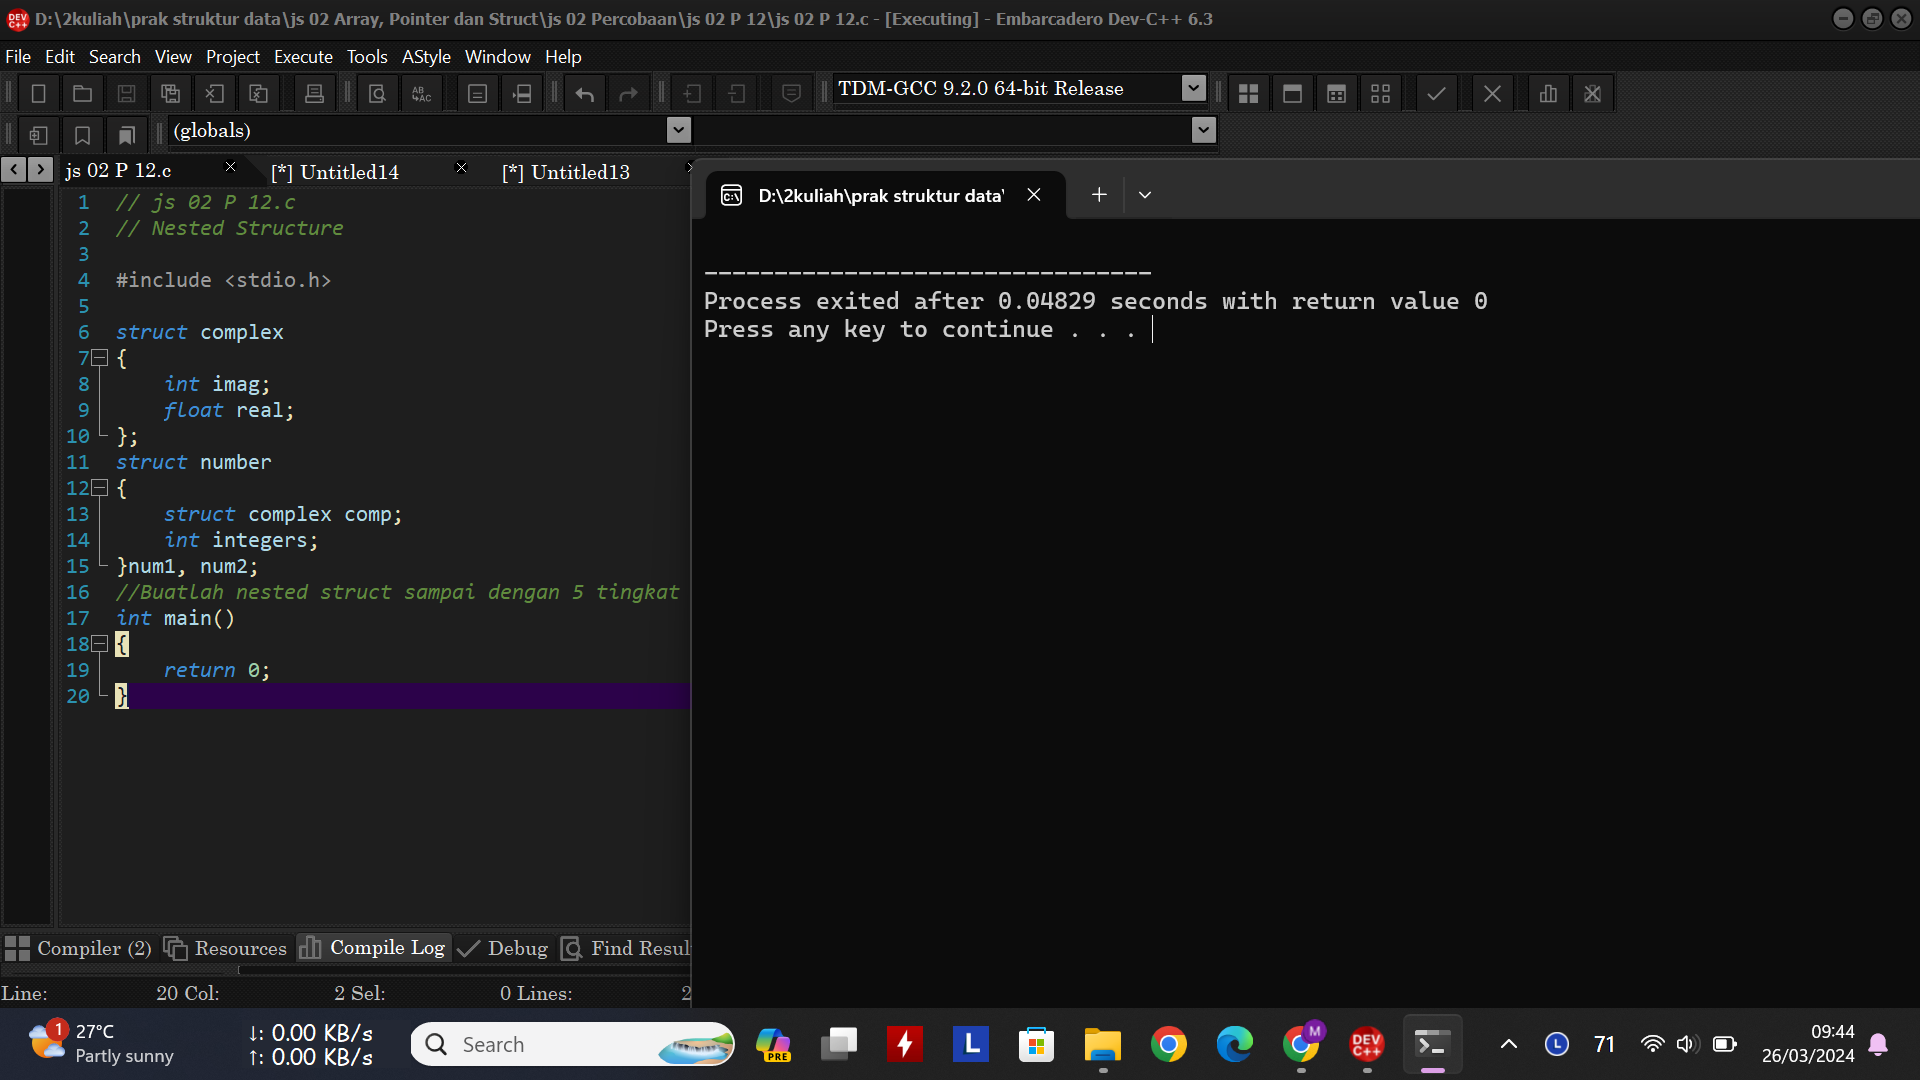 D:\2kuliah\prak struktur data\js 02 Array, Pointer dan Struct\js 02 Percobaan\js 02 P 12\js 02 P 12.c - [Executing] - Embarcadero Dev-C++ 6.3
File Edit Search View Project Execute Tools AStyle Window Help
TDM-GCC 9.2.0 64-bit Release
(globals)
js 02 P 12.c [*] Untitled14 [*] Untitled13
D:\2kuliah\prak struktur data\
1 // js 02 P 12.c
2 // Nested Structure
3
4 #include <stdio.h>
5
6 struct complex
7 {
8 int imag;
9 float real;
10 };
11 struct number
12 {
13 struct complex comp;
14 int integers;
15 }num1, num2;
16 //Buatlah nested struct sampai dengan 5 tingkat
17 int main()
18 {
19 return 0;
20 }
--------------------------------
Process exited after 0.04829 seconds with return value 0
Press any key to continue . . .
Compiler (2) Resources Compile Log Debug Find Resul
Line: 20 Col: 2 Sel: 0 Lines: 2
1 27°C
Partly sunny
↓: 0.00 KB/s
↑: 0.00 KB/s
Search
PRE
L
M
DEV C++
L
71
09:44
26/03/2024